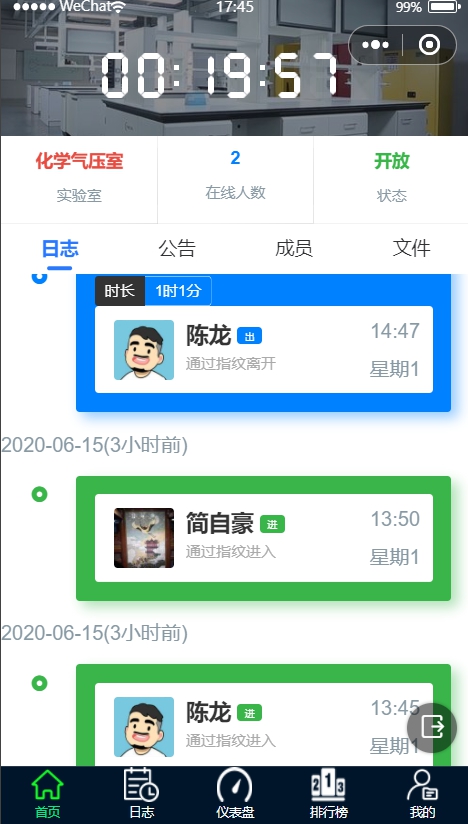 WeChat 17:45 99%
00:19:57
化学气压室 2 开放
实验室 在线人数 状态
日志 公告 成员 文件
时长 1时1分
陈龙 出 14:47
通过指纹离开 星期1
2020-06-15(3小时前)
简自豪 进 13:50
通过指纹进入 星期1
2020-06-15(3小时前)
陈龙 进 13:45
通过指纹进入 星期1
首页 日志 仪表盘 排行榜 我的